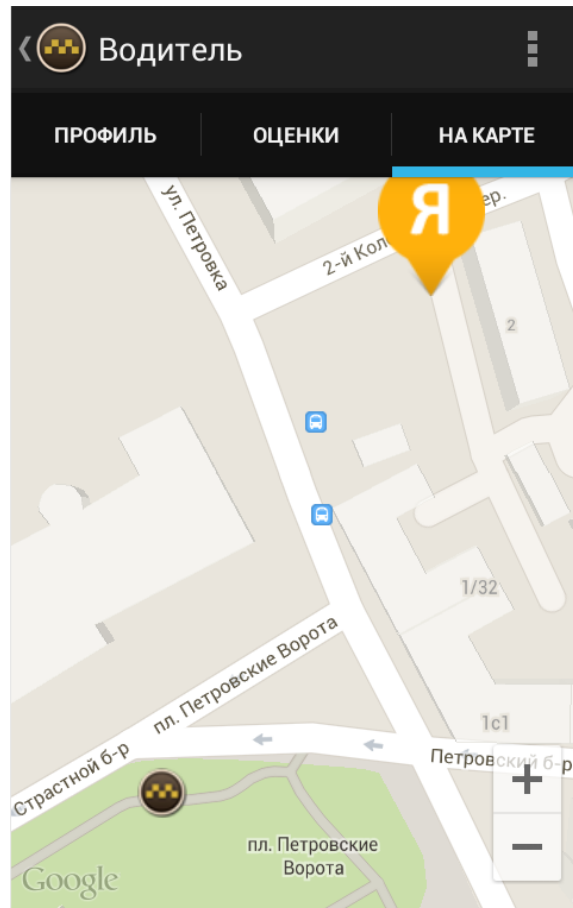 Водитель
ПРОФИЛЬ
ОЦЕНКИ
НА КАРТЕ
Я
ул. Петровка
2-й Кол
ер.
2
1/32
пл. Петровские Ворота
1с1
Страстной б-р
Петровский б-р
+
−
пл. Петровские
Ворота
Google